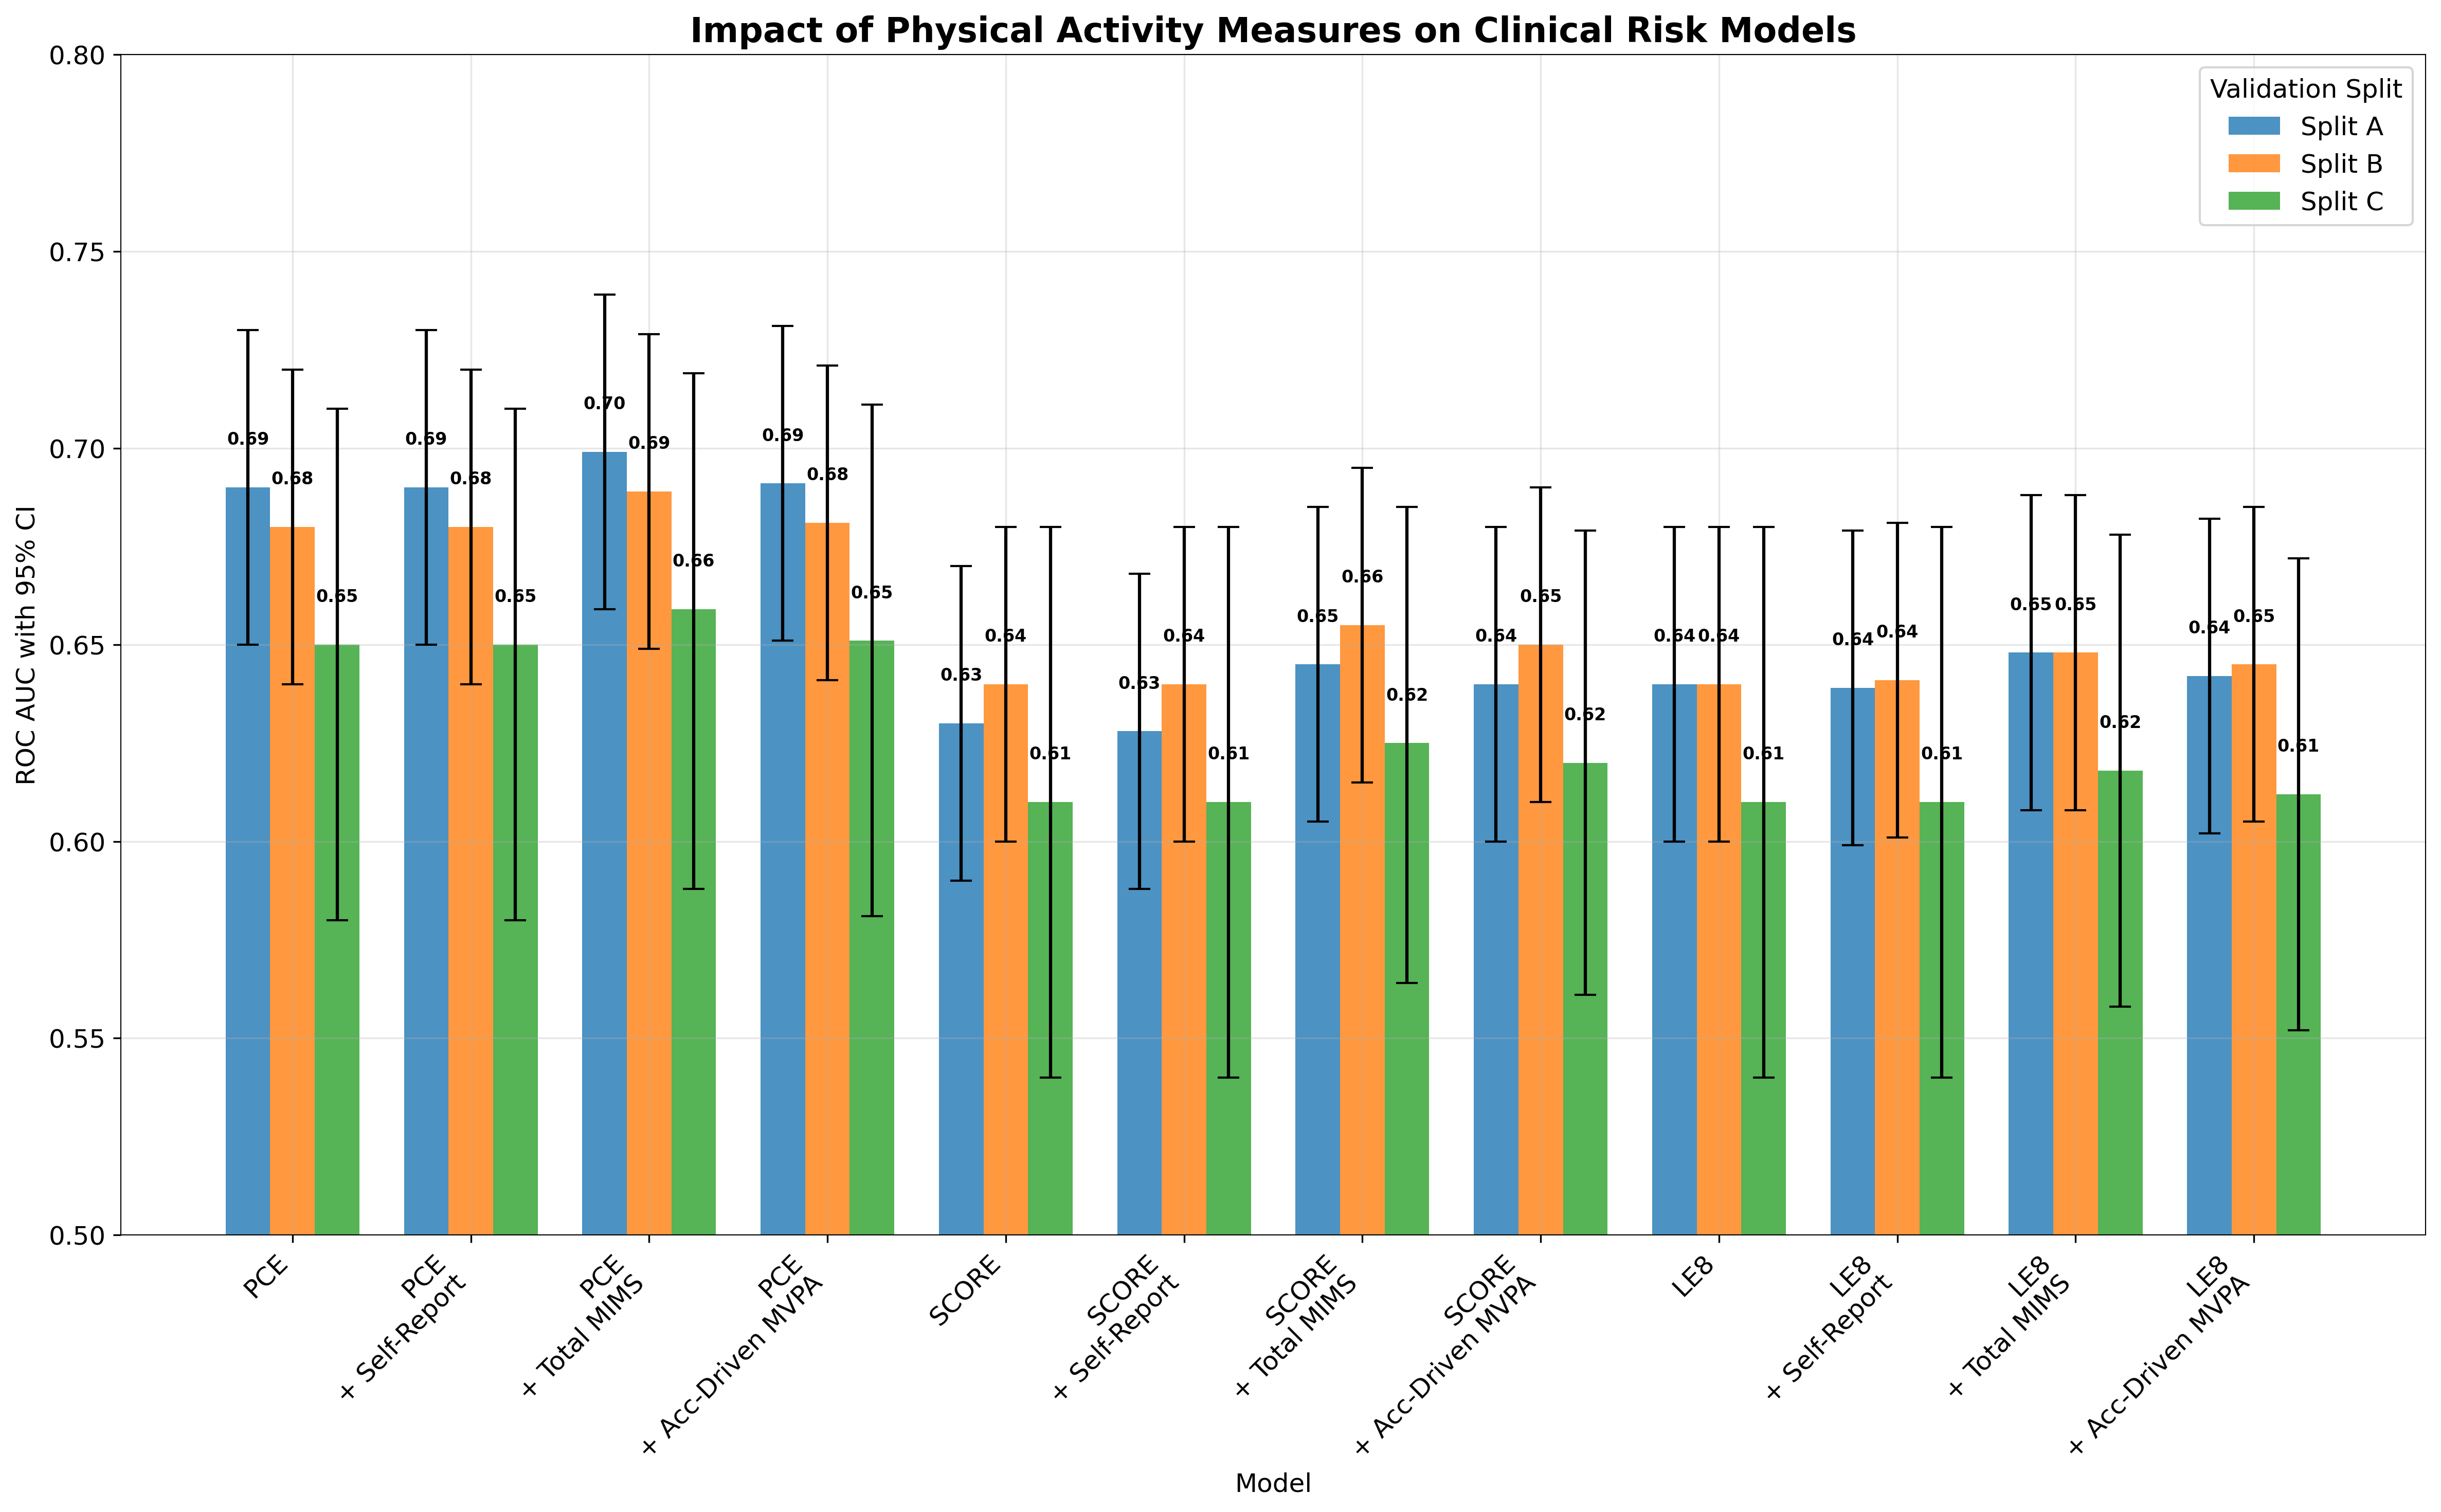 Impact of Physical Activity Measures on Clinical Risk Models
ROC AUC with 95% CI
0.80
0.75
0.70
0.65
0.60
0.55
0.50
Validation Split
Split A
Split B
Split C
0.69
0.68
0.65
0.69
0.68
0.65
0.70
0.69
0.66
0.69
0.68
0.65
0.63
0.64
0.61
0.63
0.64
0.61
0.65
0.66
0.62
0.64
0.65
0.62
0.64
0.64
0.61
0.64
0.64
0.61
0.65
0.65
0.62
0.64
0.65
0.61
PCE
PCE
+ Self-Report
PCE
+ Total MIMS
PCE
+ Acc-Driven MVPA
SCORE
SCORE
+ Self-Report
SCORE
+ Total MIMS
SCORE
+ Acc-Driven MVPA
LE8
LE8
+ Self-Report
LE8
+ Total MIMS
LE8
+ Acc-Driven MVPA
Model